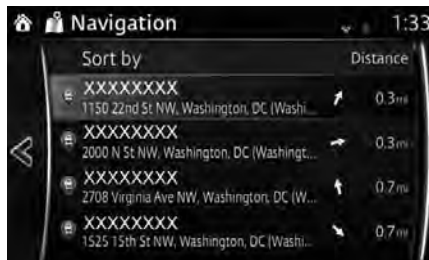 Navigation 1:33
Sort by Distance
XXXXXXXX
1150 22nd St NW, Washington, DC (Washi... 0.3mi
XXXXXXXX
2000 N St NW, Washington, DC (Washingt... 0.3mi
XXXXXXXX
2708 Virginia Ave NW, Washington, DC (W... 0.7mi
XXXXXXXX
1525 15th St NW, Washington, DC (Washi... 0.7mi